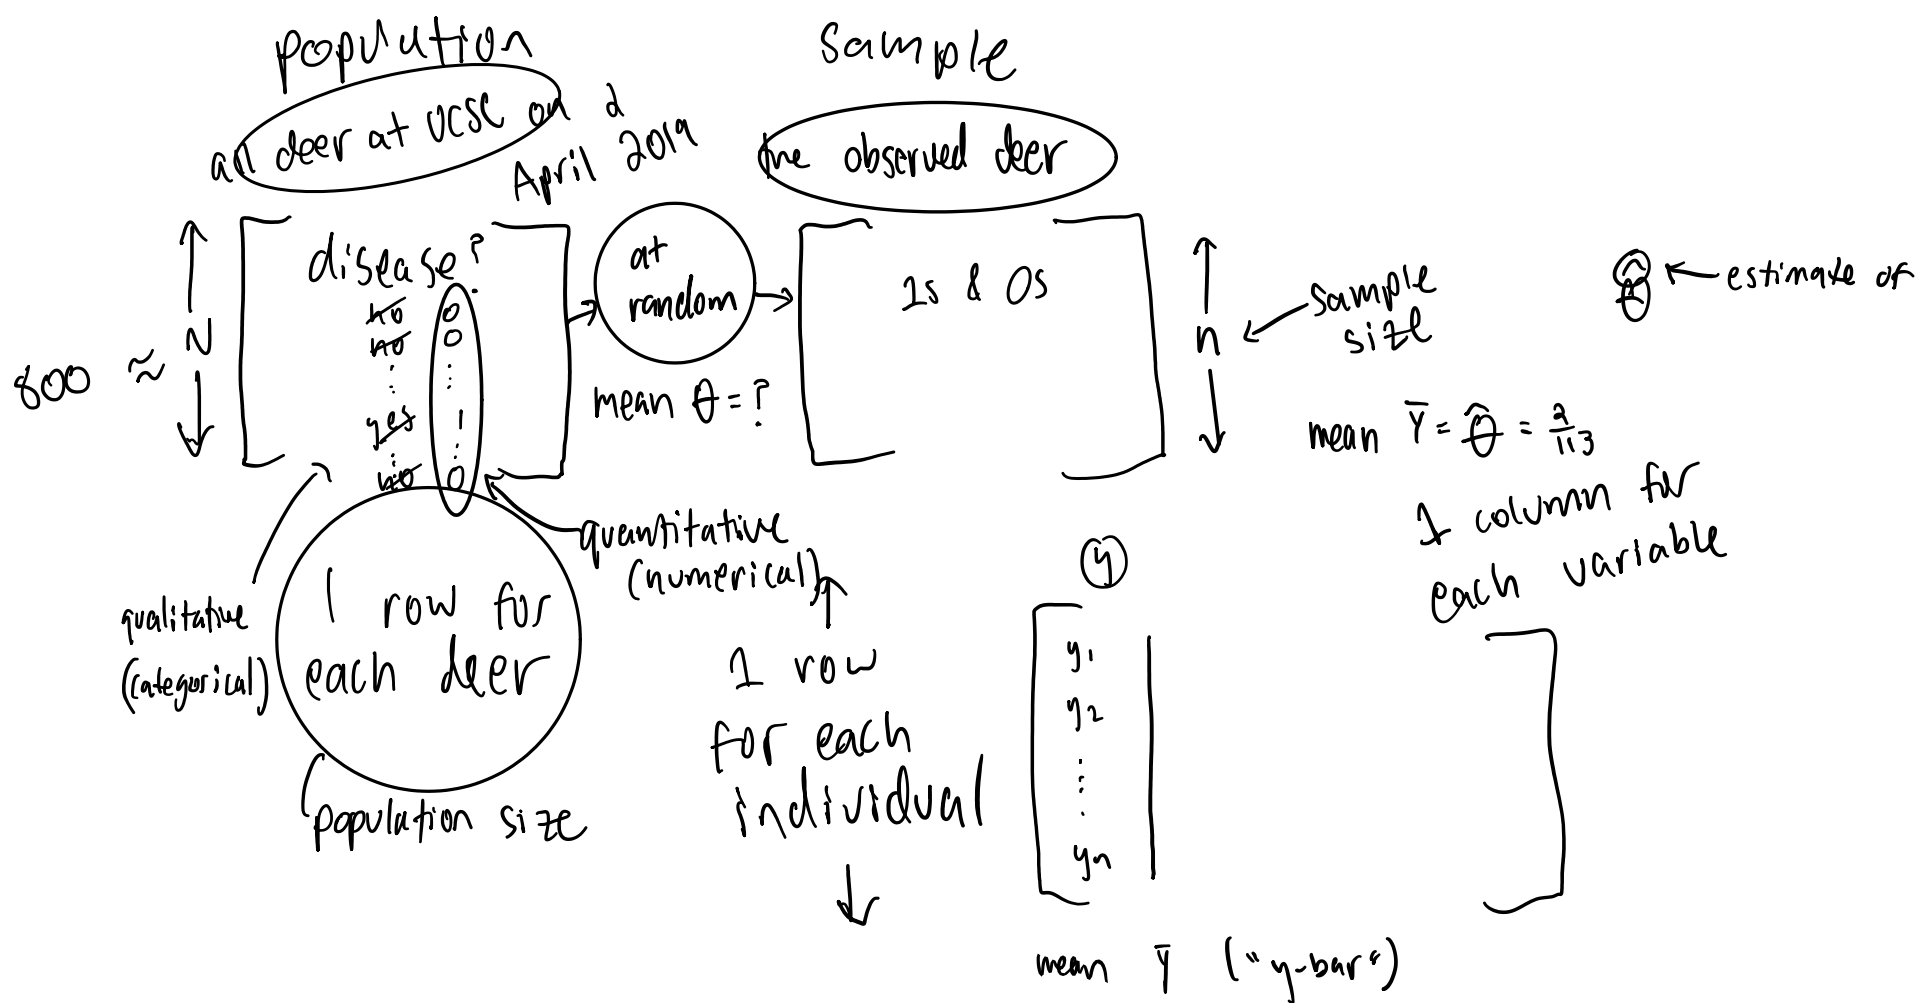 population
sample
all deer at UCSC on 2
April 2019
the observed deer
disease?
no 0
no 0
yes 1
no 0
at
random
1s & 0s
N
800 ≈
mean θ = ?
n
sample
size
θ̂ ← estimate of
mean ȳ = θ̂ = 2/113
1 column for
each variable
quantitative
(numerical)
qualitative
(categorical)
1 row for
each deer
population size
1 row
for each
individual
y
y₁
y₂
yₙ
mean ȳ ("y-bar")